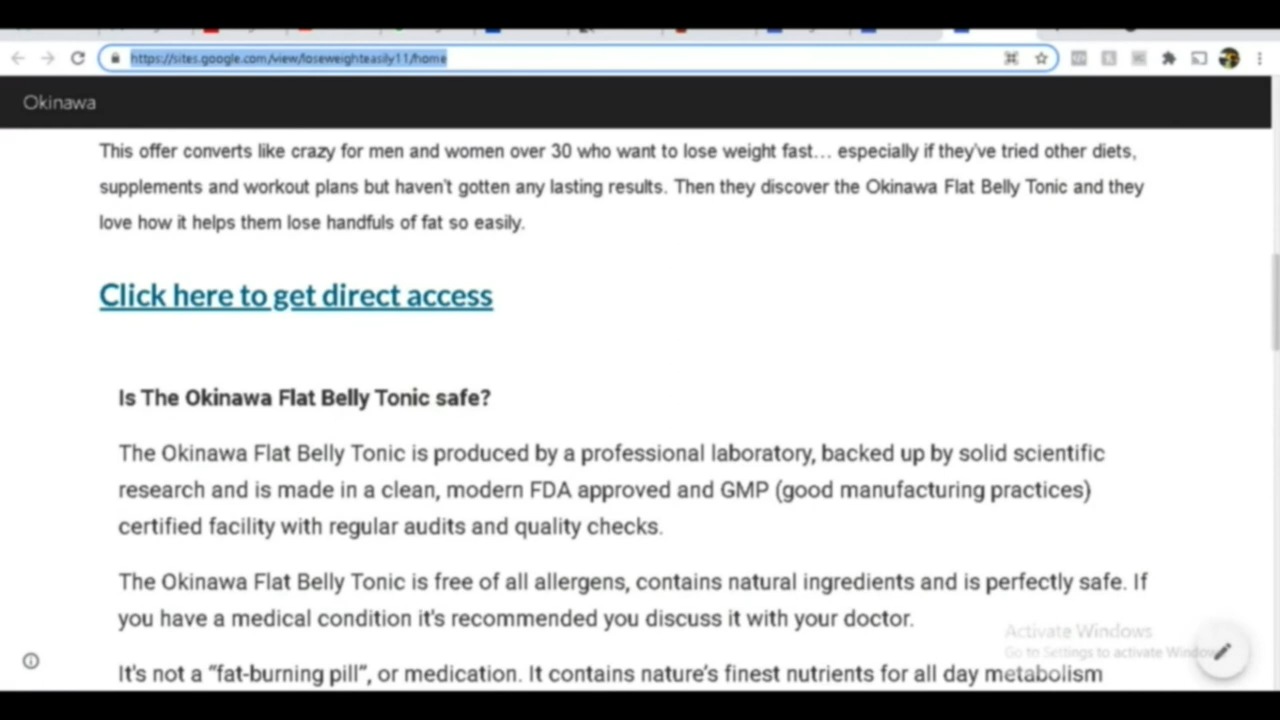 https://sites.google.com/view/loseweighteasily11/home
Okinawa
This offer converts like crazy for men and women over 30 who want to lose weight fast… especially if they've tried other diets,
supplements and workout plans but haven't gotten any lasting results. Then they discover the Okinawa Flat Belly Tonic and they
love how it helps them lose handfuls of fat so easily.
Click here to get direct access
Is The Okinawa Flat Belly Tonic safe?
The Okinawa Flat Belly Tonic is produced by a professional laboratory, backed up by solid scientific
research and is made in a clean, modern FDA approved and GMP (good manufacturing practices)
certified facility with regular audits and quality checks.
The Okinawa Flat Belly Tonic is free of all allergens, contains natural ingredients and is perfectly safe. If
you have a medical condition it's recommended you discuss it with your doctor.
Activate Windows
Go to Settings to activate Windows
It's not a “fat-burning pill”, or medication. It contains nature’s finest nutrients for all day metabolism